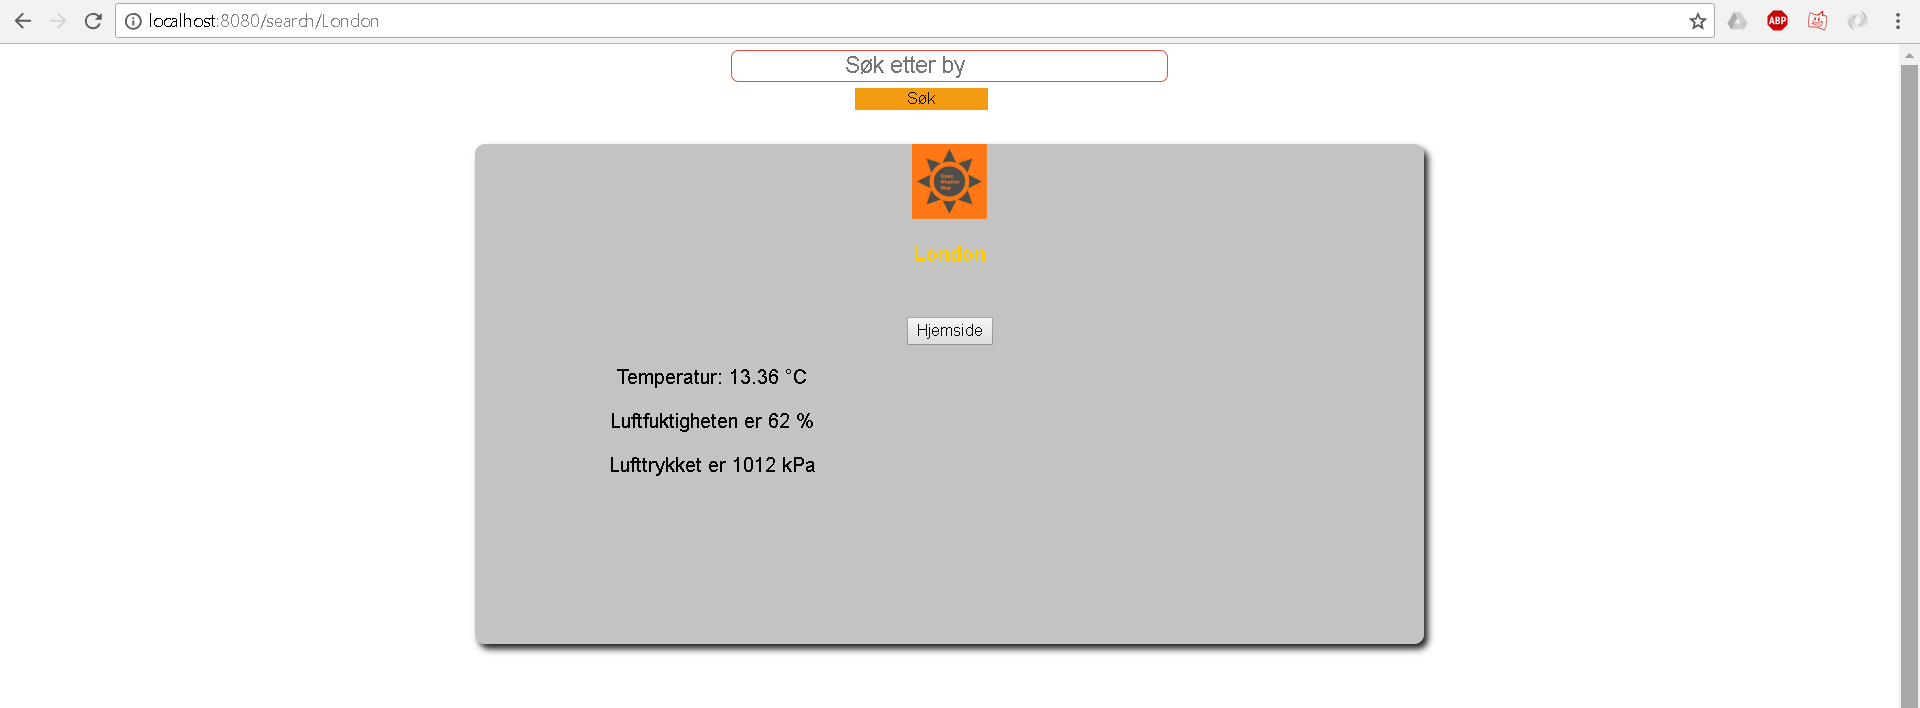 localhost:8080/search/London
ABP
Søk etter by
Søk
Open
Weather
Map
London
Hjemside
Temperatur: 13.36 °C
Luftfuktigheten er 62 %
Lufttrykket er 1012 kPa